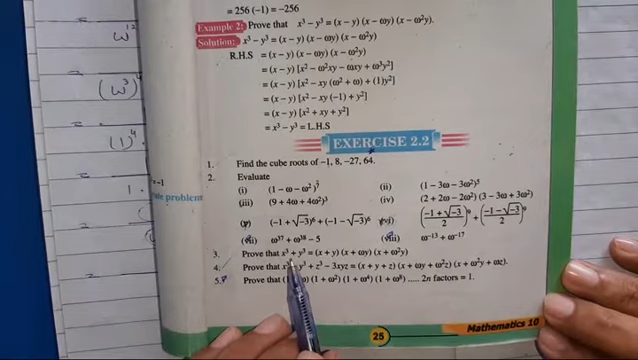 = 256 (−1) = −256
Example 2: Prove that x³ − y³ = (x − y) (x − ωy) (x − ω²y).
Solution: x³ − y³ = (x − y) (x − ωy) (x − ω²y)
R.H.S = (x − y) (x − ωy) (x − ω²y)
= (x − y) [x² − ω²xy − ωxy + ω³y²]
= (x − y) [x² − xy (ω² + ω) + (1)y²]
= (x − y) [x² − xy (−1) + y²]
= (x − y) [x² + xy + y²]
= x³ − y³ = L.H.S
EXERCISE 2.2
1. Find the cube roots of −1, 8, −27, 64.
2. Evaluate
(i) (1 − ω − ω²)⁷ (ii) (1 − 3ω − 3ω²)⁵
(iii) (9 + 4ω + 4ω²)³ (iv) (2 + 2ω − 2ω²) (3 − 3ω + 3ω²)
(v) (−1 + √−3)⁶ + (−1 − √−3)⁶ (vi) ((−1 + √−3)/2)⁹ + ((−1 − √−3)/2)⁹
(vii) ω³⁷ + ω³⁸ − 5 (viii) ω⁻¹³ + ω⁻¹⁷
3. Prove that x³ + y³ = (x + y) (x + ωy) (x + ω²y)
4. Prove that x³ + y³ + z³ − 3xyz = (x + y + z) (x + ωy + ω²z) (x + ω²y + ωz).
5. Prove that (1 + ω) (1 + ω²) (1 + ω⁴) (1 + ω⁸) ..... 2n factors = 1.
25
Mathematics 10